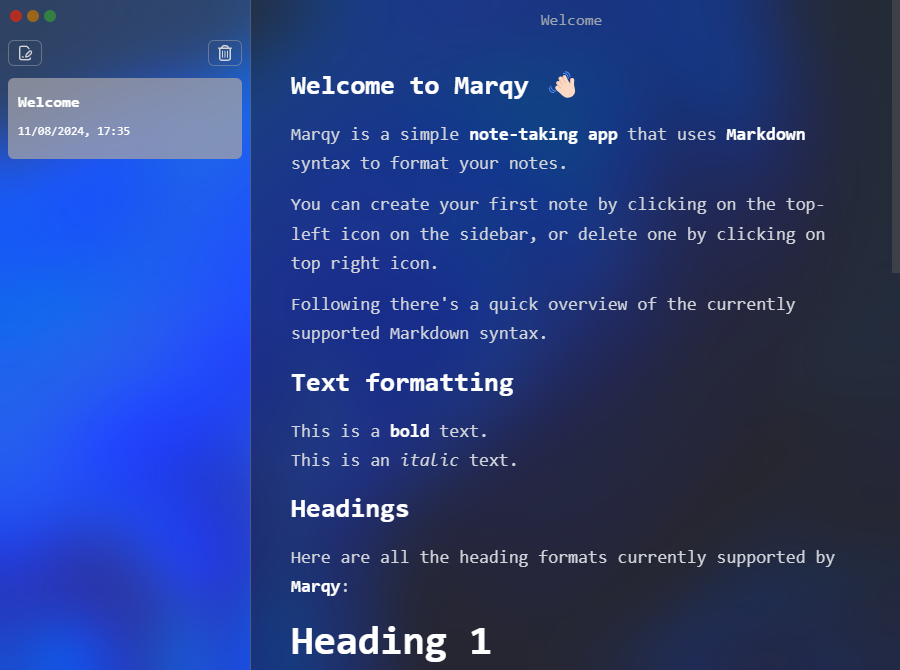 Welcome
Welcome
11/08/2024, 17:35
Welcome to Marqy 👋🏻
Marqy is a simple note-taking app that uses Markdown
syntax to format your notes.
You can create your first note by clicking on the top-
left icon on the sidebar, or delete one by clicking on
top right icon.
Following there's a quick overview of the currently
supported Markdown syntax.
Text formatting
This is a bold text.
This is an italic text.
Headings
Here are all the heading formats currently supported by
Marqy:
Heading 1